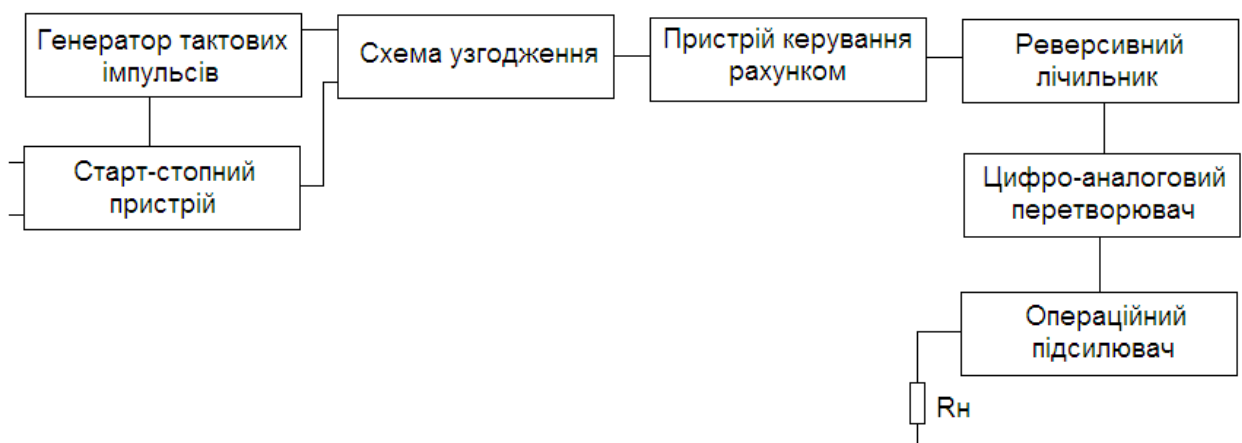 Генератор тактових
імпульсів
Схема узгодження
Пристрій керування
рахунком
Реверсивний
лічильник
Старт-стопний
пристрій
Цифро-аналоговий
перетворювач
Операційний
підсилювач
Rн